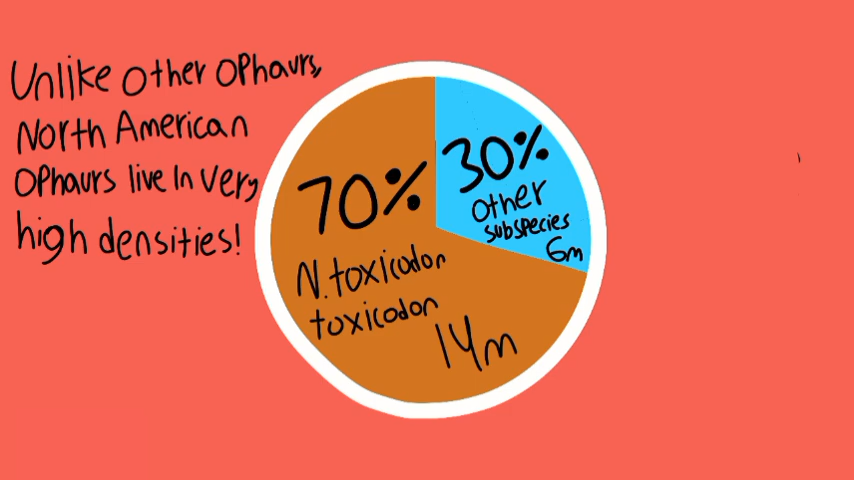 Unlike other Ophaurs,
North American
Ophaurs live in very
high densities!
70%
N. toxicodon
toxicodon
14m
30%
other
subspecies
6m